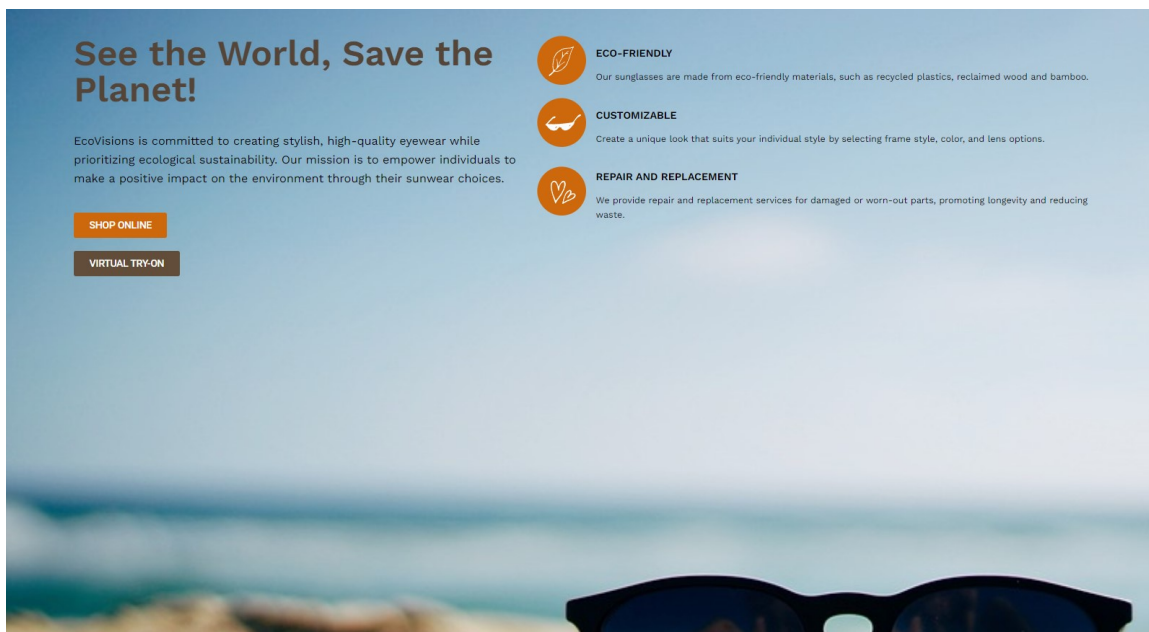 See the World, Save the
Planet!
EcoVisions is committed to creating stylish, high-quality eyewear while
prioritizing ecological sustainability. Our mission is to empower individuals to
make a positive impact on the environment through their sunwear choices.
SHOP ONLINE
VIRTUAL TRY-ON
ECO-FRIENDLY
Our sunglasses are made from eco-friendly materials, such as recycled plastics, reclaimed wood and bamboo.
CUSTOMIZABLE
Create a unique look that suits your individual style by selecting frame style, color, and lens options.
REPAIR AND REPLACEMENT
We provide repair and replacement services for damaged or worn-out parts, promoting longevity and reducing
waste.